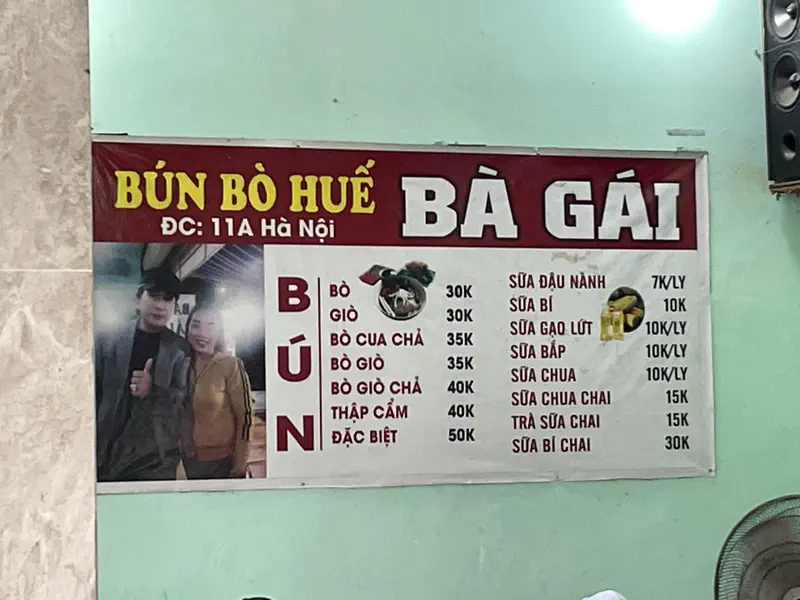 BÚN BÒ HUẾ
ĐC: 11A Hà Nội
BÀ GÁI
BÚN
BÒ 30K
GIÒ 30K
BÒ CUA CHẢ 35K
BÒ GIÒ 35K
BÒ GIÒ CHẢ 40K
THẬP CẨM 40K
ĐẶC BIỆT 50K
SỮA ĐẬU NÀNH 7K/LY
SỮA BÍ 10K
SỮA GẠO LỨT 10K/LY
SỮA BẮP 10K/LY
SỮA CHUA 10K/LY
SỮA CHUA CHAI 15K
TRÀ SỮA CHAI 15K
SỮA BÍ CHAI 30K